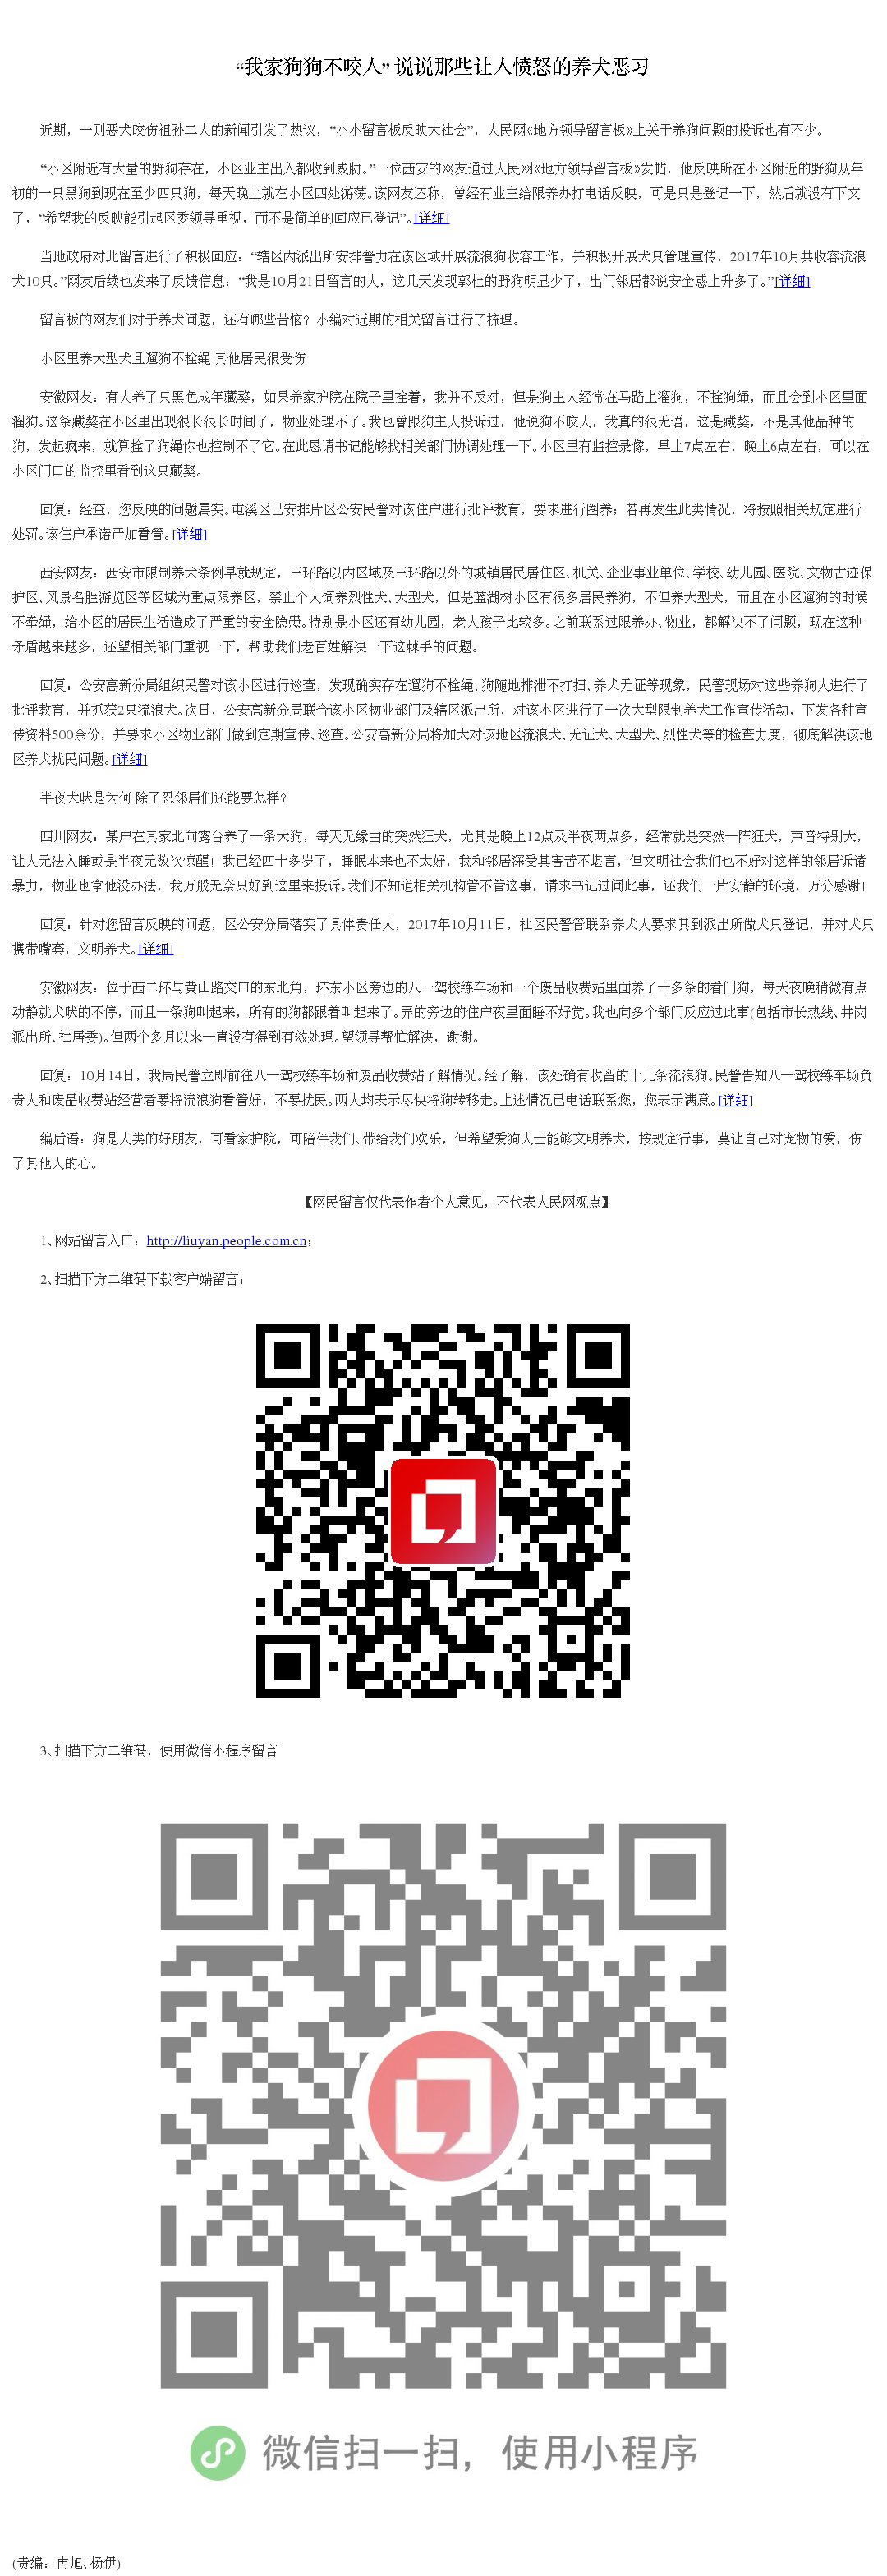 “我家狗狗不咬人” 说说那些让人愤怒的养犬恶习
近期，一则恶犬咬伤祖孙二人的新闻引发了热议，“小小留言板反映大社会”，人民网《地方领导留言板》上关于养狗问题的投诉也有不少。
“小区附近有大量的野狗存在，小区业主出入都收到威胁。”一位西安的网友通过人民网《地方领导留言板》发帖，他反映所在小区附近的野狗从年
初的一只黑狗到现在至少四只狗，每天晚上就在小区四处游荡。该网友还称，曾经有业主给限养办打电话反映，可是只是登记一下，然后就没有下文
了，“希望我的反映能引起区委领导重视，而不是简单的回应已登记”。[详细]
当地政府对此留言进行了积极回应：“辖区内派出所安排警力在该区域开展流浪狗收容工作，并积极开展犬只管理宣传，2017年10月共收容流浪
犬10只。”网友后续也发来了反馈信息：“我是10月21日留言的人，这几天发现郭杜的野狗明显少了，出门邻居都说安全感上升多了。”[详细]
留言板的网友们对于养犬问题，还有哪些苦恼？小编对近期的相关留言进行了梳理。
小区里养大型犬且遛狗不栓绳 其他居民很受伤
安徽网友：有人养了只黑色成年藏獒，如果养家护院在院子里拴着，我并不反对，但是狗主人经常在马路上溜狗，不拴狗绳，而且会到小区里面
溜狗。这条藏獒在小区里出现很长很长时间了，物业处理不了。我也曾跟狗主人投诉过，他说狗不咬人，我真的很无语，这是藏獒，不是其他品种的
狗，发起疯来，就算拴了狗绳你也控制不了它。在此恳请书记能够找相关部门协调处理一下。小区里有监控录像，早上7点左右，晚上6点左右，可以在
小区门口的监控里看到这只藏獒。
回复：经查，您反映的问题属实。屯溪区已安排片区公安民警对该住户进行批评教育，要求进行圈养；若再发生此类情况，将按照相关规定进行
处罚。该住户承诺严加看管。[详细]
西安网友：西安市限制养犬条例早就规定，三环路以内区域及三环路以外的城镇居民居住区、机关、企业事业单位、学校、幼儿园、医院、文物古迹保
护区、风景名胜游览区等区域为重点限养区，禁止个人饲养烈性犬、大型犬，但是蓝湖树小区有很多居民养狗，不但养大型犬，而且在小区遛狗的时候
不牵绳，给小区的居民生活造成了严重的安全隐患。特别是小区还有幼儿园，老人孩子比较多。之前联系过限养办、物业，都解决不了问题，现在这种
矛盾越来越多，还望相关部门重视一下，帮助我们老百姓解决一下这棘手的问题。
回复：公安高新分局组织民警对该小区进行巡查，发现确实存在遛狗不栓绳、狗随地排泄不打扫、养犬无证等现象，民警现场对这些养狗人进行了
批评教育，并抓获2只流浪犬。次日，公安高新分局联合该小区物业部门及辖区派出所，对该小区进行了一次大型限制养犬工作宣传活动，下发各种宣
传资料500余份，并要求小区物业部门做到定期宣传、巡查。公安高新分局将加大对该地区流浪犬、无证犬、大型犬、烈性犬等的检查力度，彻底解决该地
区养犬扰民问题。[详细]
半夜犬吠是为何 除了忍邻居们还能要怎样？
四川网友：某户在其家北向露台养了一条大狗，每天无缘由的突然狂犬，尤其是晚上12点及半夜两点多，经常就是突然一阵狂犬，声音特别大，
让人无法入睡或是半夜无数次惊醒！我已经四十多岁了，睡眠本来也不太好，我和邻居深受其害苦不堪言，但文明社会我们也不好对这样的邻居诉诸
暴力，物业也拿他没办法，我万般无奈只好到这里来投诉。我们不知道相关机构管不管这事，请求书记过问此事，还我们一片安静的环境，万分感谢！
回复：针对您留言反映的问题，区公安分局落实了具体责任人，2017年10月11日，社区民警管联系养犬人要求其到派出所做犬只登记，并对犬只
携带嘴套，文明养犬。[详细]
安徽网友：位于西二环与黄山路交口的东北角，环东小区旁边的八一驾校练车场和一个废品收费站里面养了十多条的看门狗，每天夜晚稍微有点
动静就犬吠的不停，而且一条狗叫起来，所有的狗都跟着叫起来了。弄的旁边的住户夜里面睡不好觉。我也向多个部门反应过此事(包括市长热线、井岗
派出所、社居委)。但两个多月以来一直没有得到有效处理。望领导帮忙解决，谢谢。
回复：10月14日，我局民警立即前往八一驾校练车场和废品收费站了解情况。经了解，该处确有收留的十几条流浪狗。民警告知八一驾校练车场负
责人和废品收费站经营者要将流浪狗看管好，不要扰民。两人均表示尽快将狗转移走。上述情况已电话联系您，您表示满意。[详细]
编后语：狗是人类的好朋友，可看家护院，可陪伴我们、带给我们欢乐，但希望爱狗人士能够文明养犬，按规定行事，莫让自己对宠物的爱，伤
了其他人的心。
【网民留言仅代表作者个人意见，不代表人民网观点】
1、网站留言入口：http://liuyan.people.com.cn；
2、扫描下方二维码下载客户端留言；
3、扫描下方二维码，使用微信小程序留言
微信扫一扫，使用小程序
(责编：冉旭、杨伊)